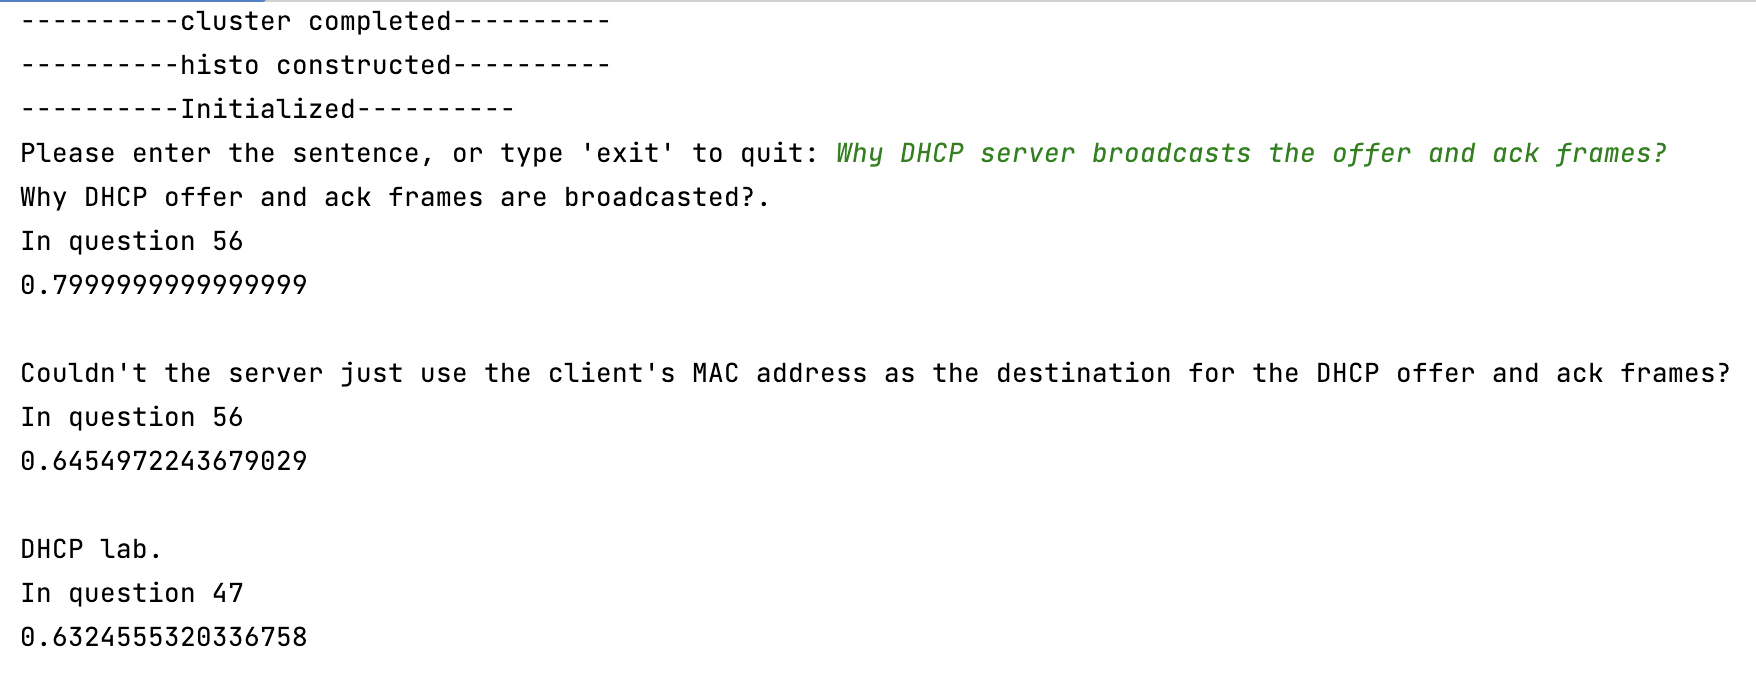 ----------cluster completed----------
----------histo constructed----------
----------Initialized----------
Please enter the sentence, or type 'exit' to quit: Why DHCP server broadcasts the offer and ack frames?
Why DHCP offer and ack frames are broadcasted?.
In question 56
0.7999999999999999
Couldn't the server just use the client's MAC address as the destination for the DHCP offer and ack frames?
In question 56
0.6454972243679029
DHCP lab.
In question 47
0.6324555320336758